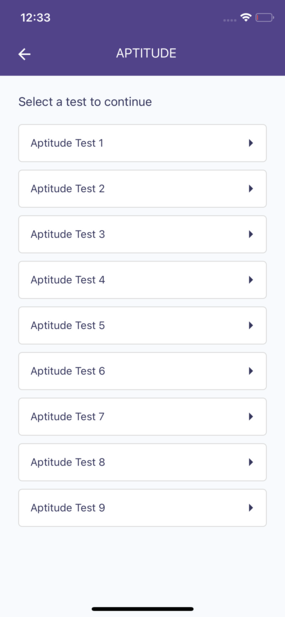 12:33
APTITUDE
Select a test to continue
Aptitude Test 1
Aptitude Test 2
Aptitude Test 3
Aptitude Test 4
Aptitude Test 5
Aptitude Test 6
Aptitude Test 7
Aptitude Test 8
Aptitude Test 9